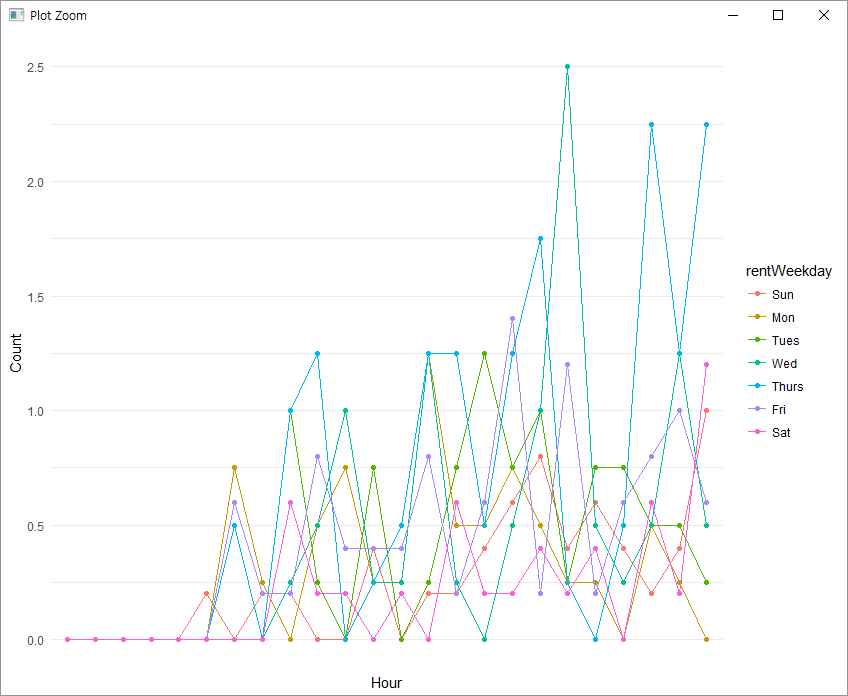 Plot Zoom
2.5
2.0
1.5
1.0
0.5
0.0
Count
Hour
rentWeekday
Sun
Mon
Tues
Wed
Thurs
Fri
Sat